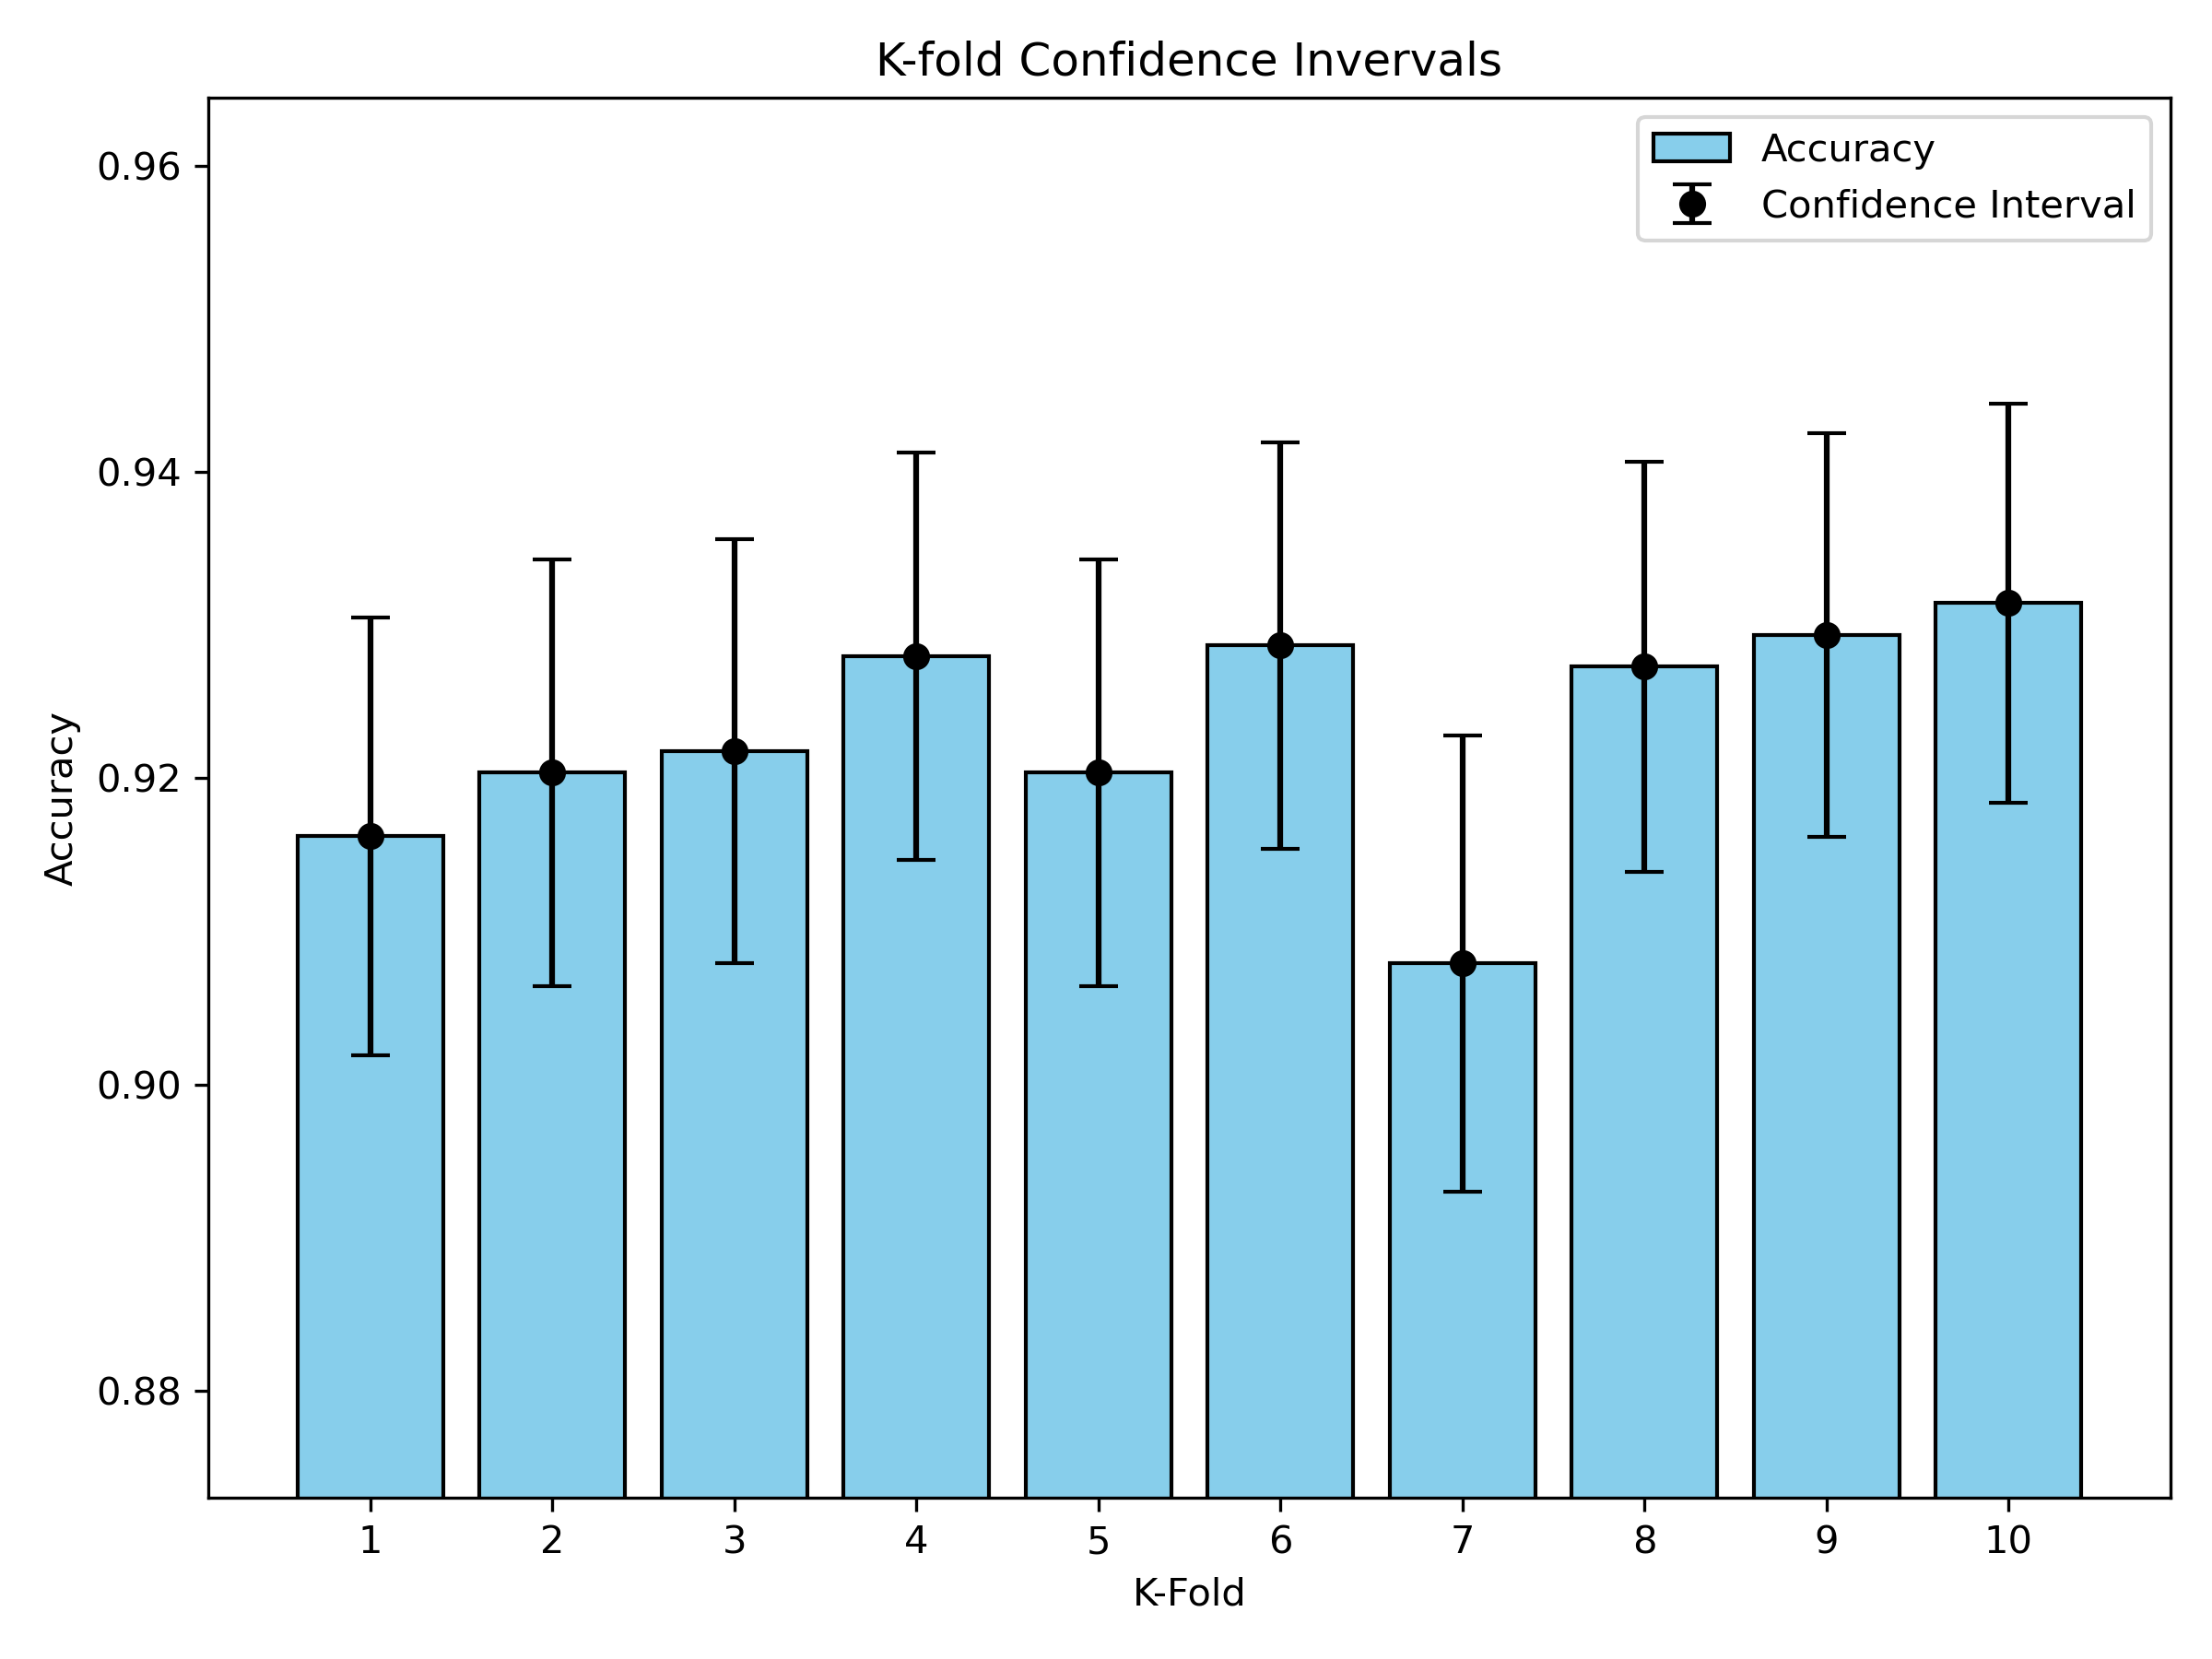 K-fold Confidence Invervals
Accuracy
Confidence Interval
0.96
0.94
0.92
0.90
0.88
Accuracy
1 2 3 4 5 6 7 8 9 10
K-Fold